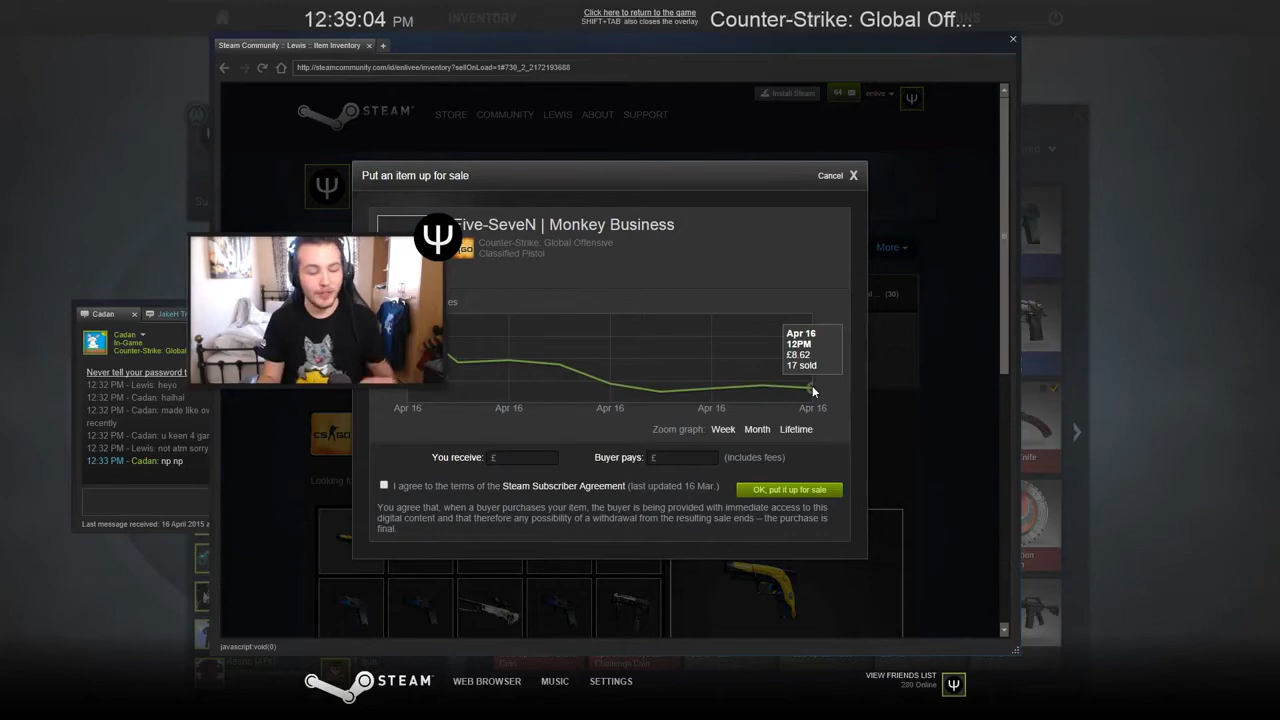 12:39:04 PM
INVENTORY
Click here to return to the game
'SHIFT+TAB' also closes the overlay
Counter-Strike: Global Off...
Steam Community :: Lewis :: Item Inventory
http://steamcommunity.com/id/enlivee/inventory?sellOnLoad=1#730_2_2172193688
STEAM
STORE COMMUNITY LEWIS ABOUT SUPPORT
Install Steam
64
enlive
Put an item up for sale
Cancel X
Five-SeveN | Monkey Business
Counter-Strike: Global Offensive
Classified Pistol
More
(30)
Apr 16
12PM
£8.62
17 sold
Apr 16 Apr 16 Apr 16 Apr 16 Apr 16
Zoom graph: Week Month Lifetime
You receive: £
Buyer pays: £ (includes fees)
I agree to the terms of the Steam Subscriber Agreement (last updated 16 Mar.)
OK, put it up for sale
You agree that, when a buyer purchases your item, the buyer is being provided with immediate access to this
digital content and that therefore any possibility of a withdrawal from the resulting sale ends – the purchase is
final.
Cadan
JakeH
Cadan
In-Game
Counter-Strike: Global
Never tell your password t
12:32 PM - Lewis: heyo
12:32 PM - Cadan: haihai
12:32 PM - Cadan: made like ov
recently
12:32 PM - Cadan: u keen 4 gan
12:32 PM - Lewis: not atm sorry
12:33 PM - Cadan: np np
Last message received: 16 April 2015 a
CS GO
Looking fo
javascript:void(0)
STEAM
WEB BROWSER MUSIC SETTINGS
VIEW FRIENDS LIST
280 Online